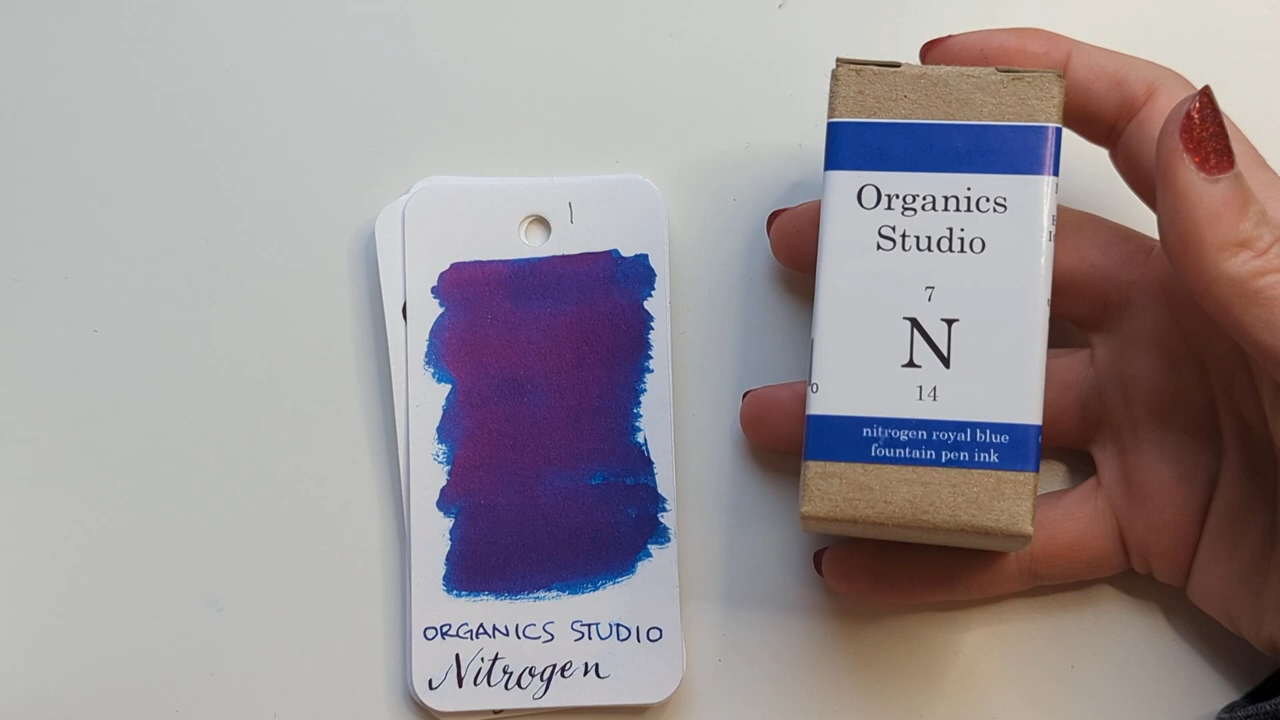 1
ORGANICS STUDIO
Nitrogen
Organics
Studio
7
N
14
nitrogen royal blue
fountain pen ink